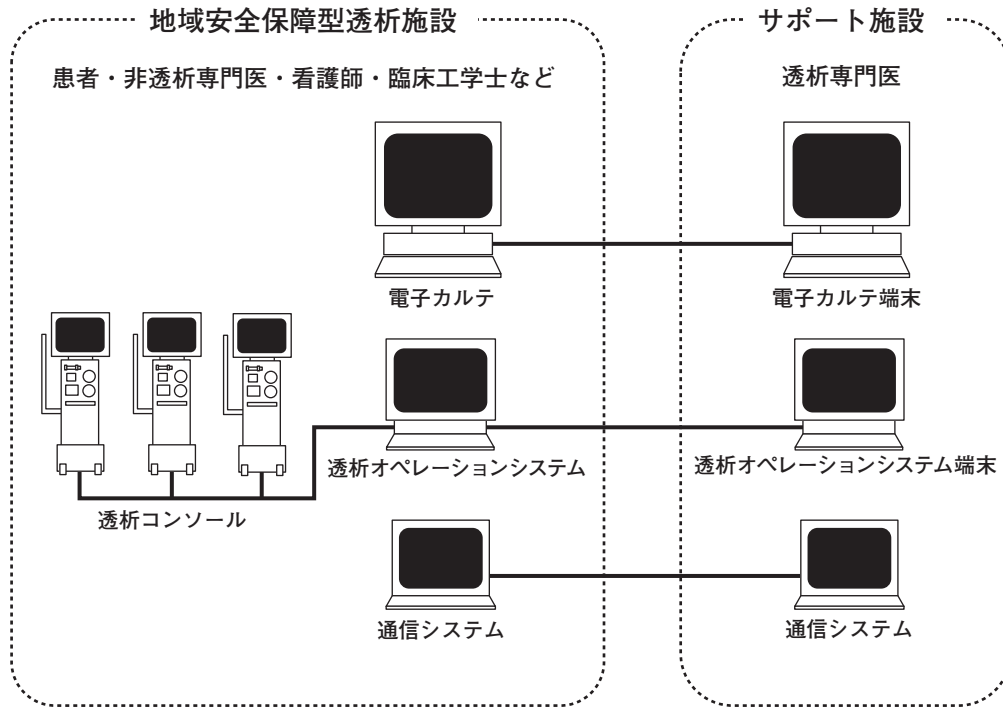 地域安全保障型透析施設
サポート施設
患者・非透析専門医・看護師・臨床工学士など
透析専門医
電子カルテ
電子カルテ端末
透析オペレーションシステム
透析オペレーションシステム端末
透析コンソール
通信システム
通信システム